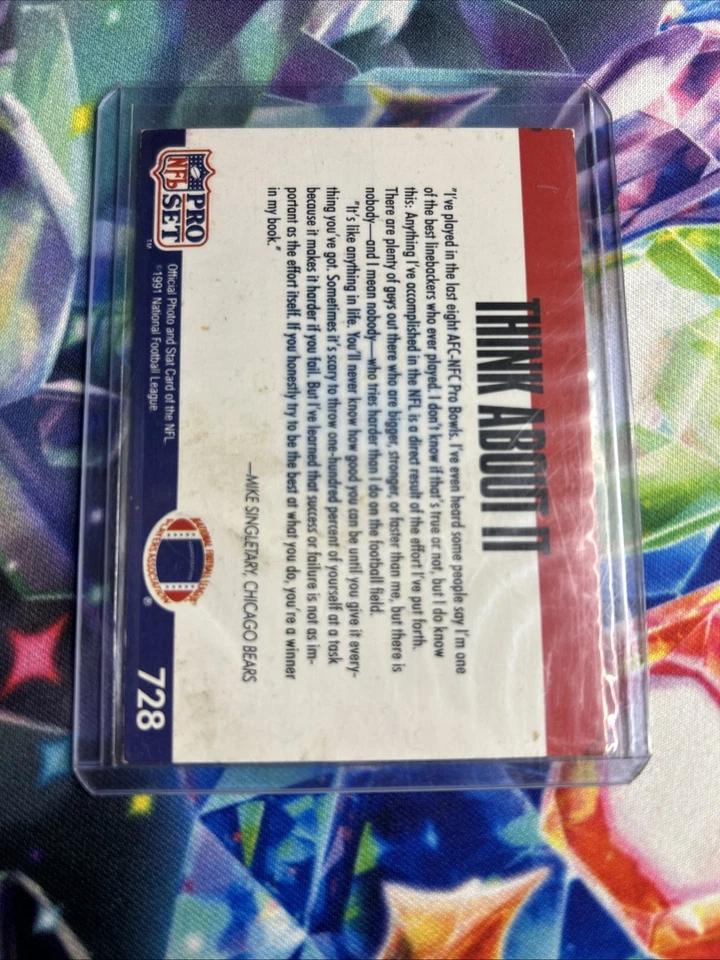 THINK ABOUT IT
"I've played in the last eight AFC-NFC Pro Bowls. I've even heard some people say I'm one
of the best linebackers who ever played. I don't know if that's true or not, but I do know
this: Anything I've accomplished in the NFL is a direct result of the effort I've put forth.
There are plenty of guys out there who are bigger, stronger, or faster than me, but there is
nobody—and I mean nobody—who tries harder than I do on the football field.
"It's like anything in life. You'll never know how good you can be until you give it every-
thing you've got. Sometimes it's scary to throw one-hundred percent of yourself at a task
because it makes it harder if you fail. But I've learned that success or failure is not as im-
portant as the effort itself. If you honestly try to be the best at what you do, you're a winner
in my book."
—MIKE SINGLETARY, CHICAGO BEARS
PRO
NFL
SET
TM
Official Photo and Stat Card of the NFL
©1991 National Football League.
NATIONAL FOOTBALL LEAGUE
PLAYERS ASSOCIATION
®
728